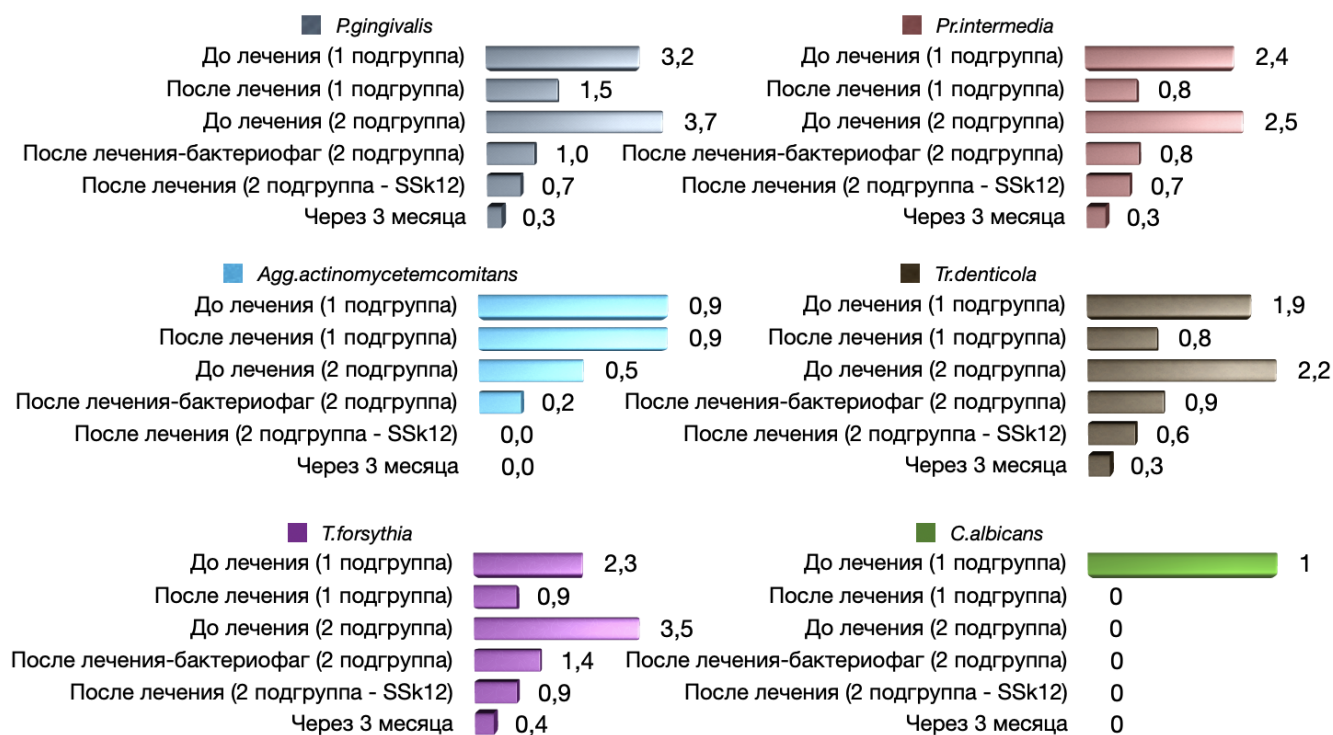 P.gingivalis
До лечения (1 подгруппа) 3,2
После лечения (1 подгруппа) 1,5
До лечения (2 подгруппа) 3,7
После лечения-бактериофаг (2 подгруппа) 1,0
После лечения (2 подгруппа - SSk12) 0,7
Через 3 месяца 0,3
Pr.intermedia
До лечения (1 подгруппа) 2,4
После лечения (1 подгруппа) 0,8
До лечения (2 подгруппа) 2,5
После лечения-бактериофаг (2 подгруппа) 0,8
После лечения (2 подгруппа - SSk12) 0,7
Через 3 месяца 0,3
Agg.actinomycetemcomitans
До лечения (1 подгруппа) 0,9
После лечения (1 подгруппа) 0,9
До лечения (2 подгруппа) 0,5
После лечения-бактериофаг (2 подгруппа) 0,2
После лечения (2 подгруппа - SSk12) 0,0
Через 3 месяца 0,0
Tr.denticola
До лечения (1 подгруппа) 1,9
После лечения (1 подгруппа) 0,8
До лечения (2 подгруппа) 2,2
После лечения-бактериофаг (2 подгруппа) 0,9
После лечения (2 подгруппа - SSk12) 0,6
Через 3 месяца 0,3
T.forsythia
До лечения (1 подгруппа) 2,3
После лечения (1 подгруппа) 0,9
До лечения (2 подгруппа) 3,5
После лечения-бактериофаг (2 подгруппа) 1,4
После лечения (2 подгруппа - SSk12) 0,9
Через 3 месяца 0,4
C.albicans
До лечения (1 подгруппа) 1
После лечения (1 подгруппа) 0
До лечения (2 подгруппа) 0
После лечения-бактериофаг (2 подгруппа) 0
После лечения (2 подгруппа - SSk12) 0
Через 3 месяца 0